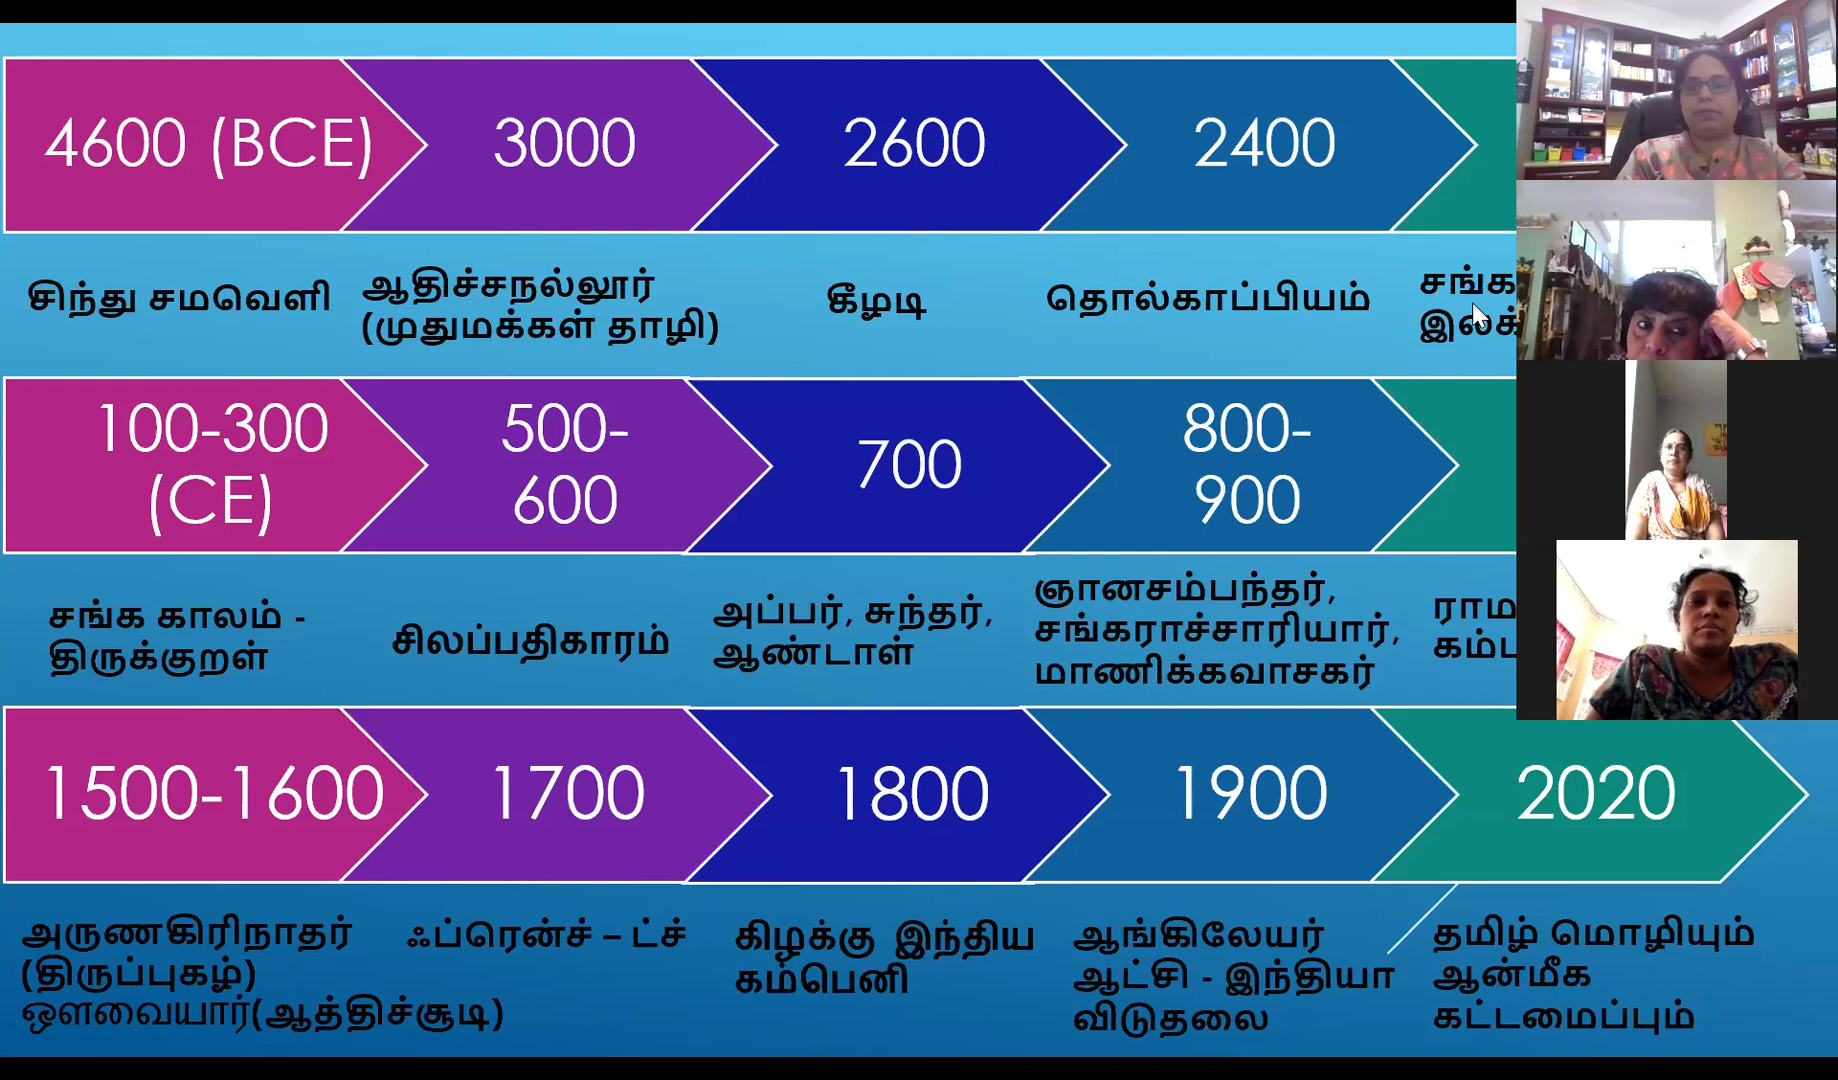 4600 (BCE)
3000
2600
2400
சிந்து சமவெளி
ஆதிச்சநல்லூர்
(முதுமக்கள் தாழி)
கீழடி
தொல்காப்பியம்
சங்க
100-300
(CE)
500-
600
700
800-
900
சங்க காலம் -
திருக்குறள்
சிலப்பதிகாரம்
அப்பர், சுந்தர்,
ஆண்டாள்
ஞானசம்பந்தர்,
சங்கராச்சாரியார்,
மாணிக்கவாசகர்
1500-1600
1700
1800
1900
2020
அருணகிரிநாதர்
(திருப்புகழ்)
ஔவையார்(ஆத்திச்சூடி)
ஃப்ரென்ச் – ட்ச்
கிழக்கு இந்திய
கம்பெனி
ஆங்கிலேயர்
ஆட்சி - இந்தியா
விடுதலை
தமிழ் மொழியும்
ஆன்மீக
கட்டமைப்பும்